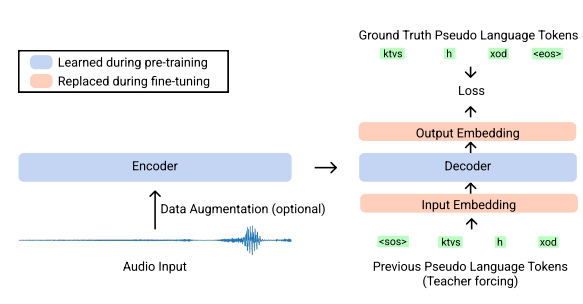 Learned during pre-training
Replaced during fine-tuning
Encoder
Data Augmentation (optional)
Audio Input
Ground Truth Pseudo Language Tokens
ktvs h xod <eos>
Loss
Output Embedding
Decoder
Input Embedding
<sos> ktvs h xod
Previous Pseudo Language Tokens
(Teacher forcing)